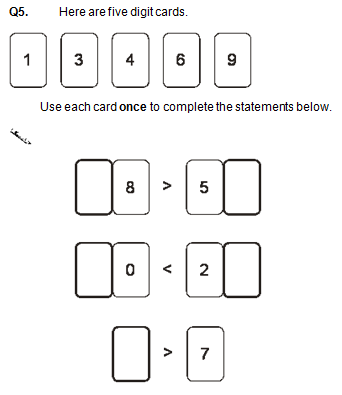 Q5. Here are five digit cards.
1 3 4 6 9
Use each card once to complete the statements below.
8 > 5
0 < 2
> 7